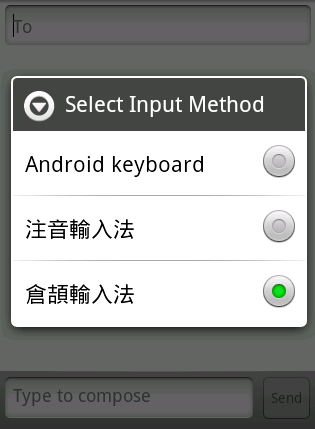 To
Select Input Method
Android keyboard
注音輸入法
倉頡輸入法
Type to compose
Send